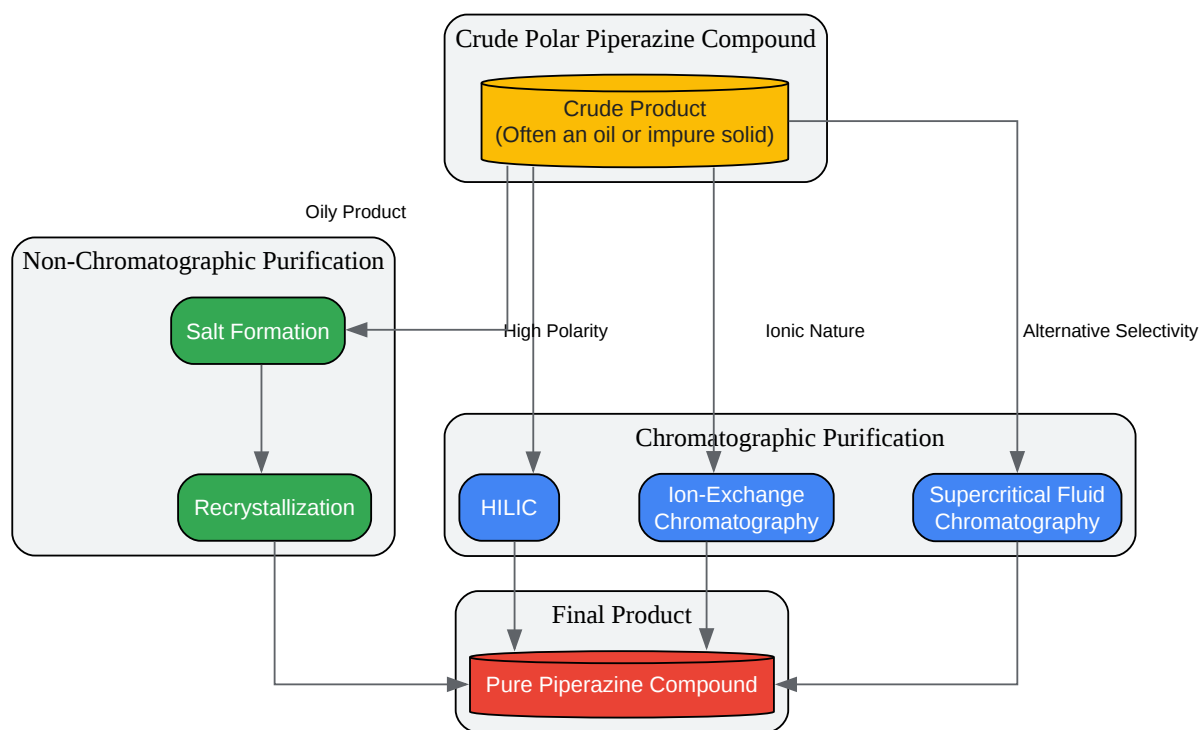 Crude Polar Piperazine Compound
Crude Product
(Often an oil or impure solid)
Oily Product
Non-Chromatographic Purification
Salt Formation
High Polarity
Ionic Nature
Alternative Selectivity
Chromatographic Purification
Recrystallization
HILIC
Ion-Exchange
Chromatography
Supercritical Fluid
Chromatography
Final Product
Pure Piperazine Compound